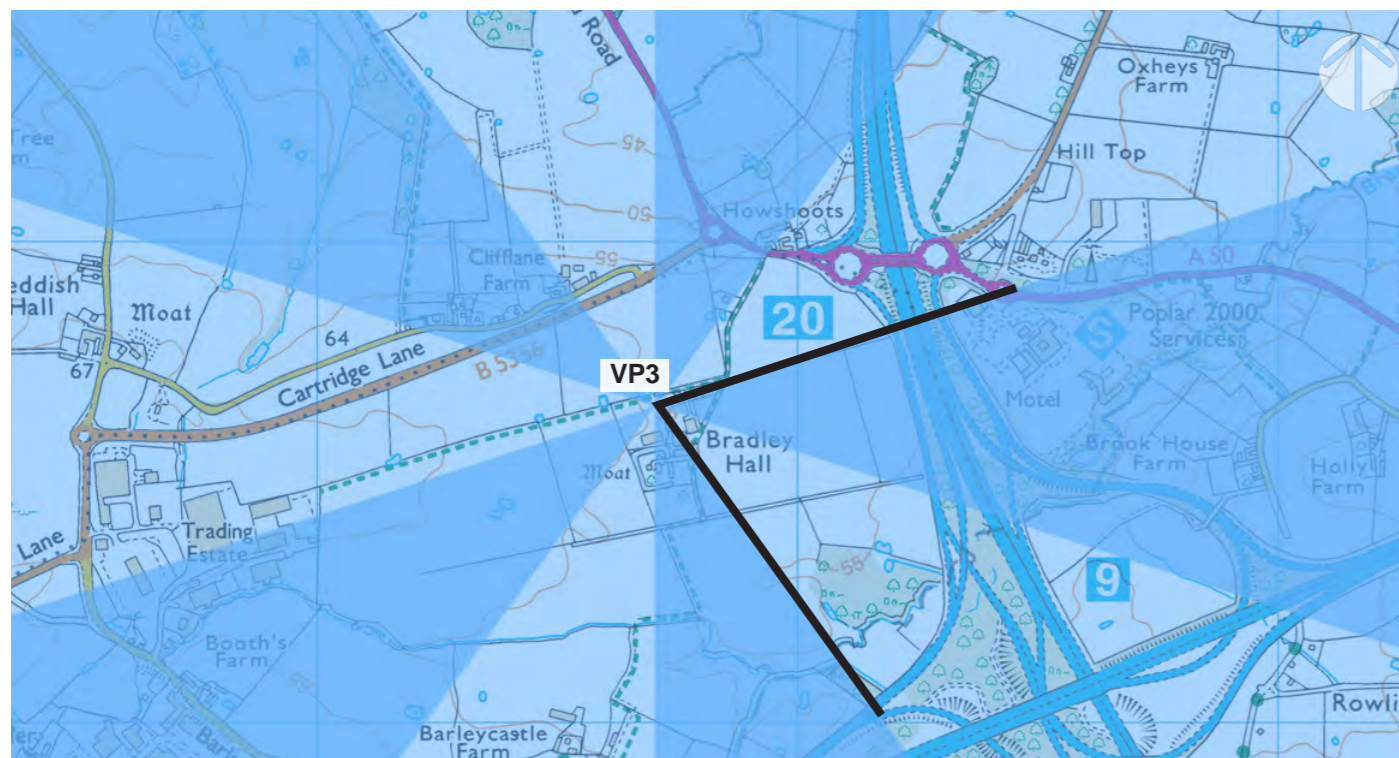 Road
Oxheys
Farm
Tree
45
Hill Top
50
Howshoots
Clifflane
Farm
55
A 50
eddish
Hall
Moat
20
S
Poplar 2000
Services
64
Cartridge Lane
B 5356
67
VP3
Motel
Bradley
Hall
Moat
Brook House
Farm
Holly
Farm
Trading
Estate
Lane
55
9
Booth's
Farm
Rowli
Barleycastle
Farm